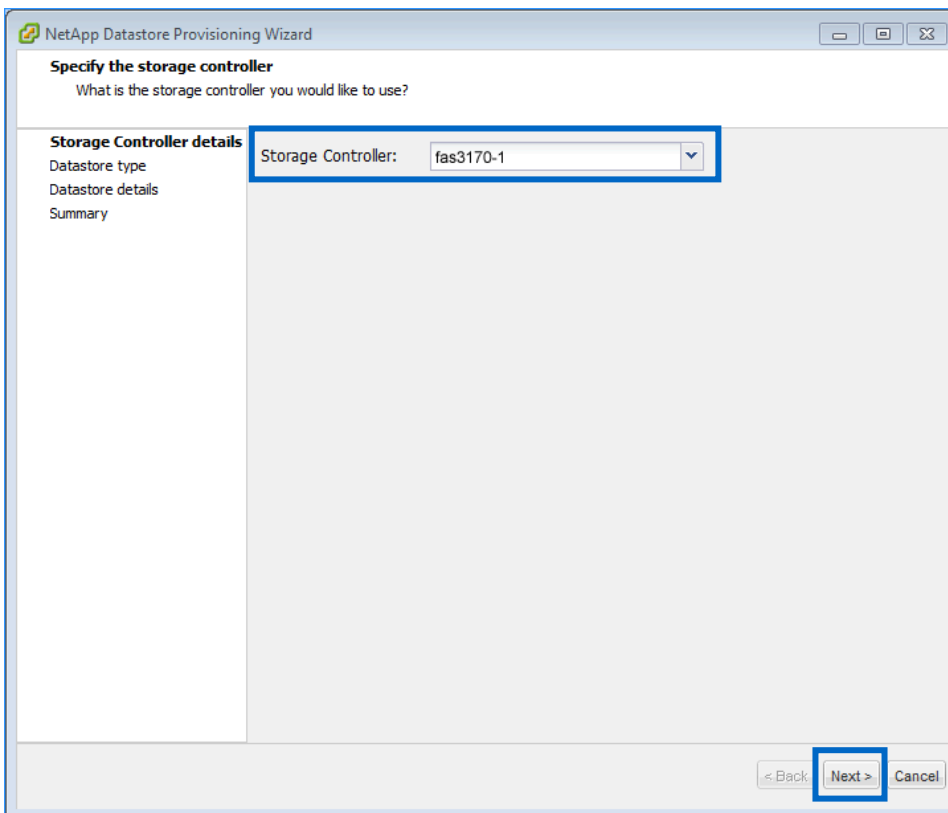 NetApp Datastore Provisioning Wizard
Specify the storage controller
What is the storage controller you would like to use?
Storage Controller details
Datastore type
Datastore details
Summary
Storage Controller: fas3170-1
< Back Next > Cancel